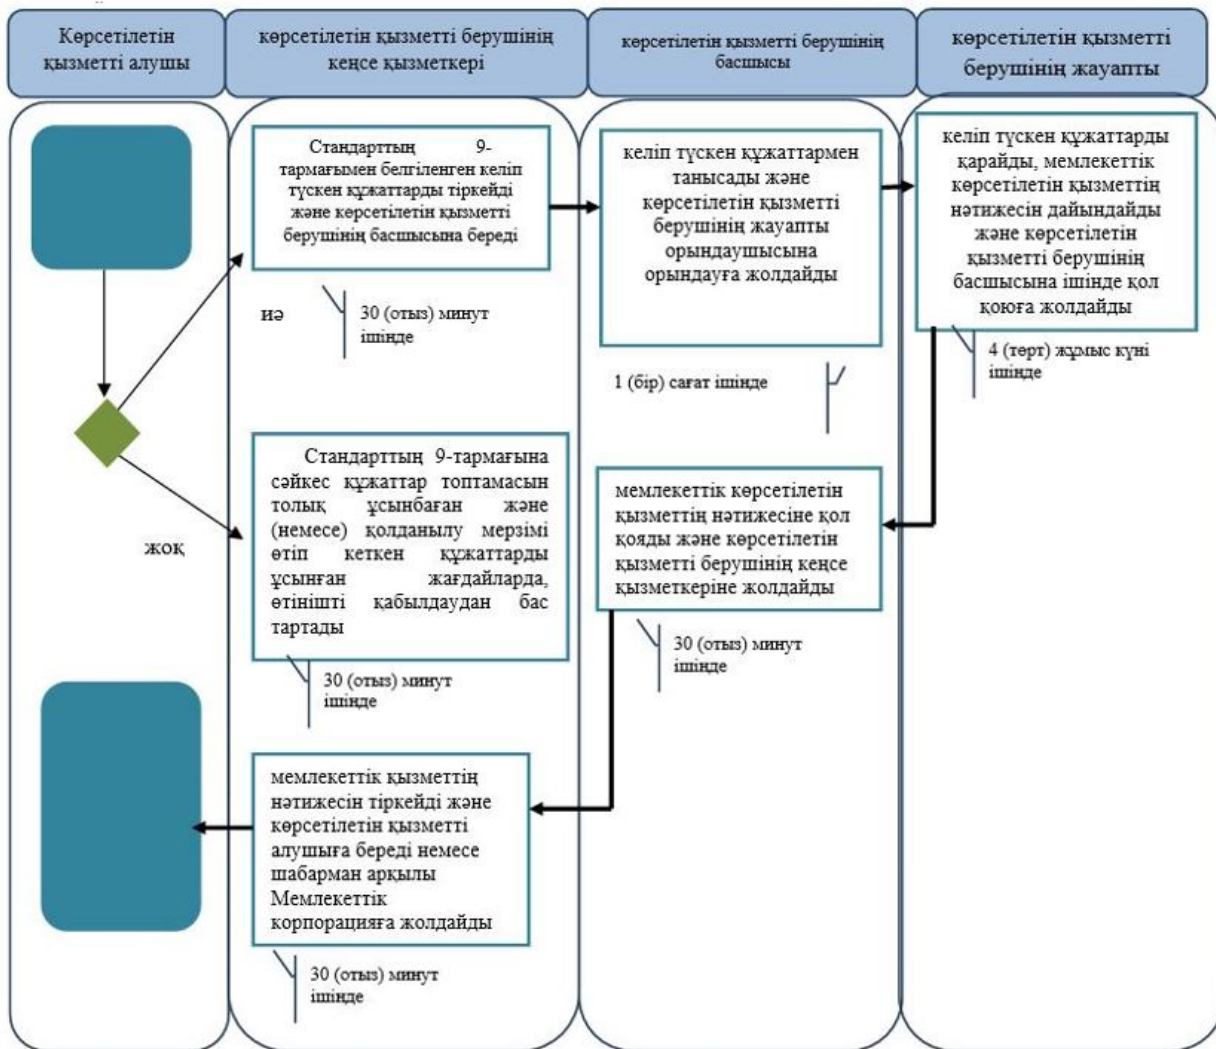 Көрсетілетін
қызметті алушы
көрсетілетін қызметті берушінің
кеңсе қызметкері
көрсетілетін қызметті берушінің
басшысы
көрсетілетін қызметті
берушінің жауапты
Стандарттың 9-
тармағымен белгіленген келіп
түскен құжаттарды тіркейді
және көрсетілетін қызметті
берушінің басшысына береді
иә
30 (отыз) минут
ішінде
келіп түскен құжаттармен
танысады және
көрсетілетін қызметті
берушінің жауапты
орындаушысына
орындауға жолдайды
1 (бір) сағат ішінде
келіп түскен құжаттарды
қарайды, мемлекеттік
көрсетілетін қызметтің
нәтижесін дайындайды
және көрсетілетін
қызметті берушінің
басшысына ішінде қол
қоюға жолдайды
4 (төрт) жұмыс күні
ішінде
жоқ
Стандарттың 9-тармағына
сәйкес құжаттар топтамасын
толық ұсынбаған және
(немесе) қолданылу мерзімі
өтіп кеткен құжаттарды
ұсынған жағдайларда,
өтінішті қабылдаудан бас
тартады
30 (отыз) минут
ішінде
мемлекеттік көрсетілетін
қызметтің нәтижесіне қол
қояды және көрсетілетін
қызметті берушінің кеңсе
қызметкеріне жолдайды
30 (отыз) минут
ішінде
мемлекеттік қызметтің
нәтижесін тіркейді және
көрсетілетін қызметті
алушыға береді немесе
шабарман арқылы
Мемлекеттік
корпорацияға жолдайды
30 (отыз) минут
ішінде